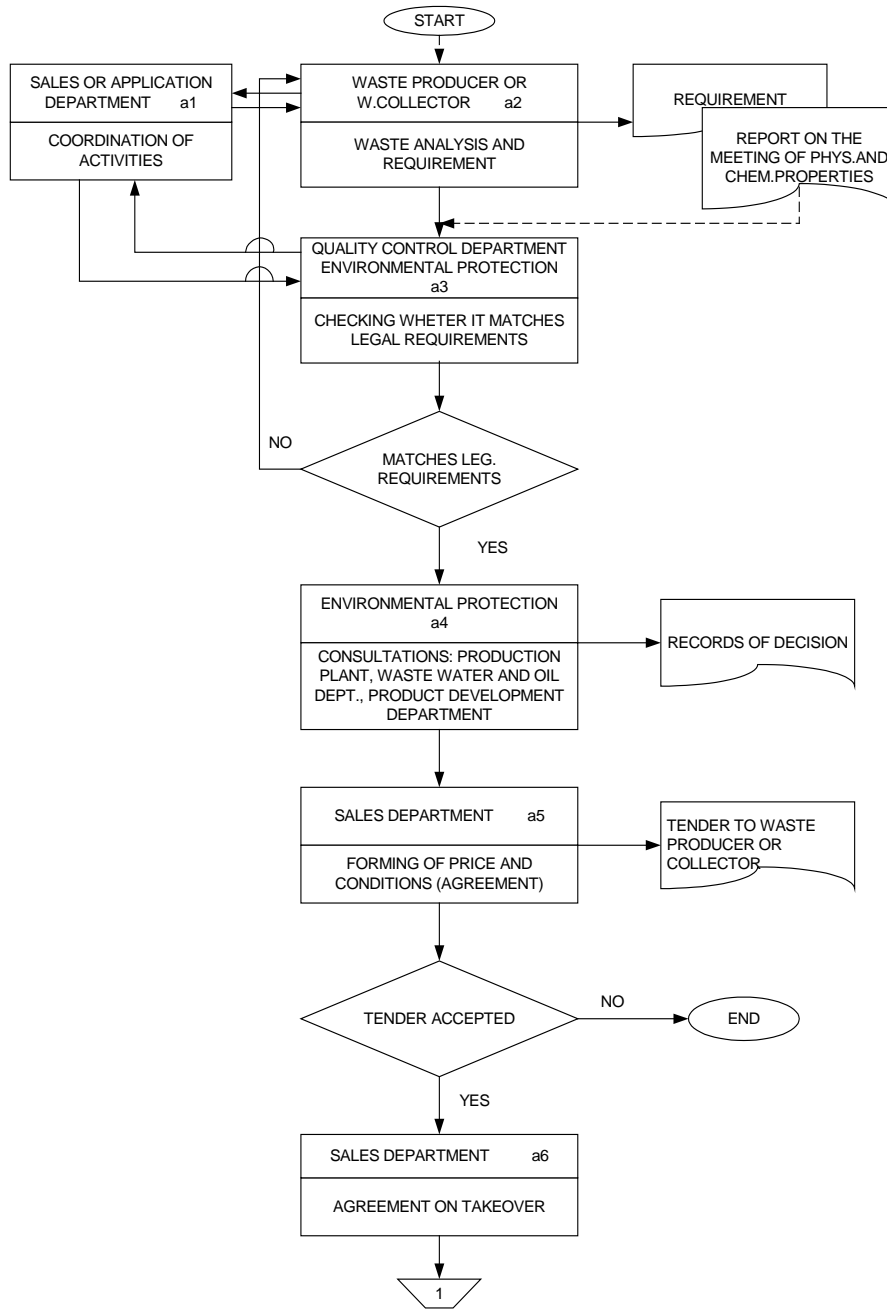 START
SALES OR APPLICATION
DEPARTMENT a1
COORDINATION OF
ACTIVITIES
WASTE PRODUCER OR
W.COLLECTOR a2
WASTE ANALYSIS AND
REQUIREMENT
REQUIREMENT
REPORT ON THE
MEETING OF PHYS.AND
CHEM.PROPERTIES
QUALITY CONTROL DEPARTMENT
ENVIRONMENTAL PROTECTION
a3
CHECKING WHETER IT MATCHES
LEGAL REQUIREMENTS
NO
MATCHES LEG.
REQUIREMENTS
YES
ENVIRONMENTAL PROTECTION
a4
CONSULTATIONS: PRODUCTION
PLANT, WASTE WATER AND OIL
DEPT., PRODUCT DEVELOPMENT
DEPARTMENT
RECORDS OF DECISION
SALES DEPARTMENT a5
FORMING OF PRICE AND
CONDITIONS (AGREEMENT)
TENDER TO WASTE
PRODUCER OR
COLLECTOR
TENDER ACCEPTED
NO
END
YES
SALES DEPARTMENT a6
AGREEMENT ON TAKEOVER
1